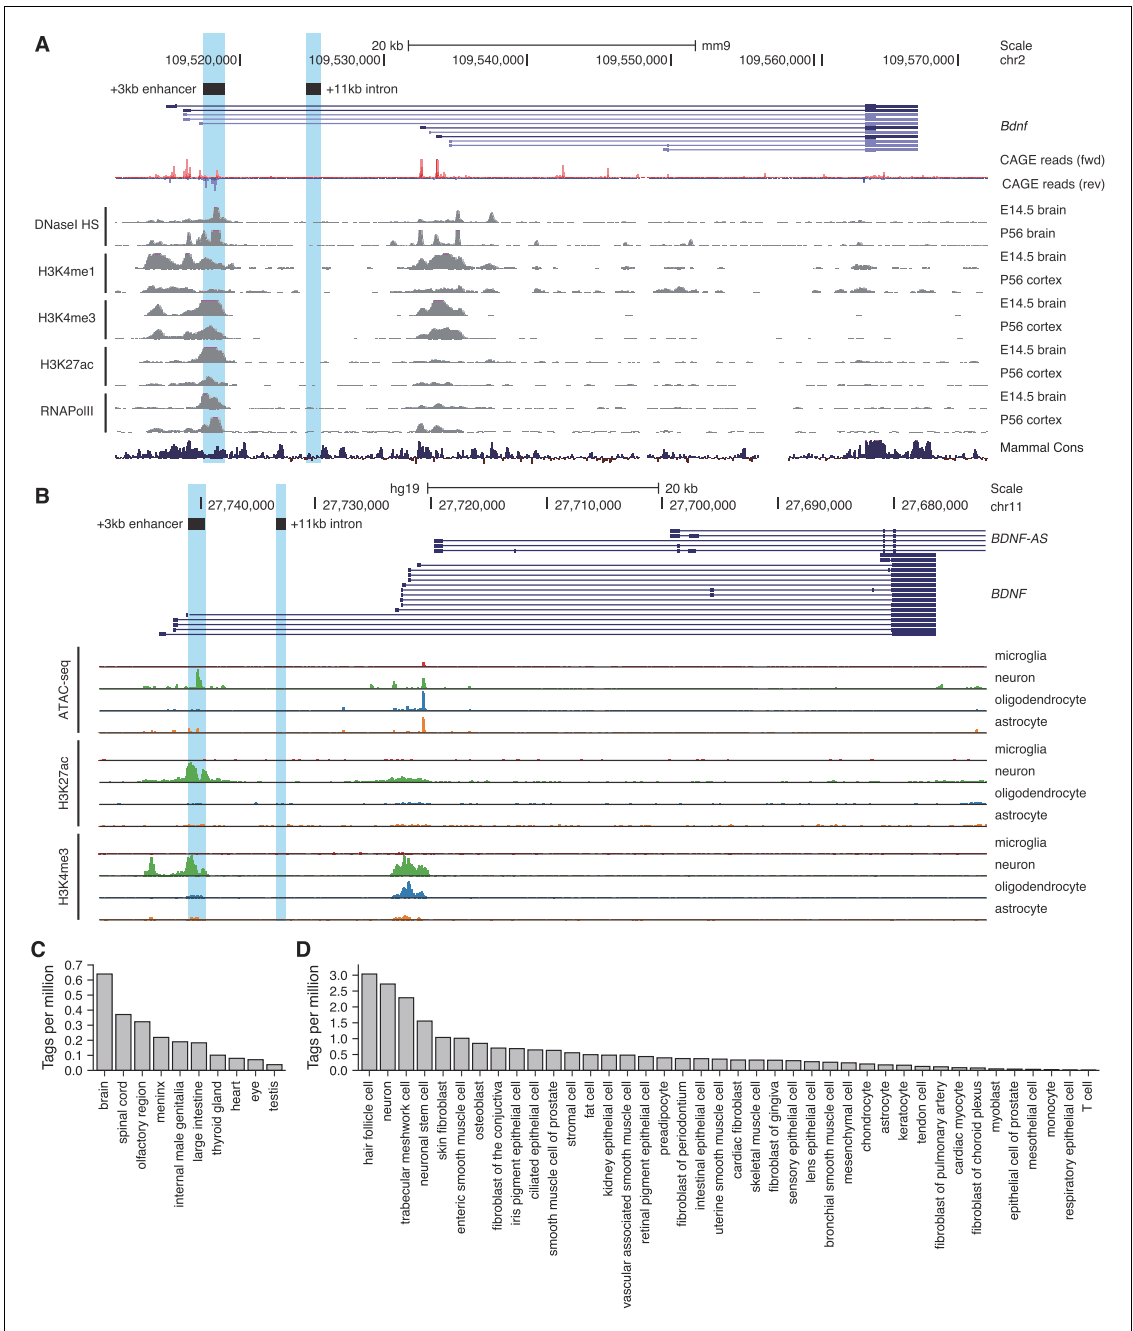 A
20 kb mm9 Scale
109,520,000 109,530,000 109,540,000 109,550,000 109,560,000 109,570,000 chr2
+3kb enhancer +11kb intron
Bdnf
CAGE reads (fwd)
CAGE reads (rev)
DNaseI HS
E14.5 brain
P56 brain
H3K4me1
E14.5 brain
P56 cortex
H3K4me3
E14.5 brain
P56 cortex
H3K27ac
E14.5 brain
P56 cortex
RNAPolII
E14.5 brain
P56 cortex
Mammal Cons
B
hg19 20 kb Scale
27,740,000 27,730,000 27,720,000 27,710,000 27,700,000 27,690,000 27,680,000 chr11
+3kb enhancer +11kb intron
BDNF-AS
BDNF
ATAC-seq
microglia
neuron
oligodendrocyte
astrocyte
H3K27ac
microglia
neuron
oligodendrocyte
astrocyte
H3K4me3
microglia
neuron
oligodendrocyte
astrocyte
C
Tags per million
0.7
0.6
0.5
0.4
0.3
0.2
0.1
0.0
brain
spinal cord
olfactory region
meninx
internal male genitalia
large intestine
thyroid gland
heart
eye
testis
D
Tags per million
3.0
2.5
2.0
1.5
1.0
0.5
0.0
hair follicle cell
neuron
trabecular meshwork cell
neuronal stem cell
skin fibroblast
enteric smooth muscle cell
osteoblast
fibroblast of the conjuctiva
iris pigment epithelial cell
ciliated epithelial cell
smooth muscle cell of prostate
stromal cell
fat cell
kidney epithelial cell
vascular associated smooth muscle cell
retinal pigment epithelial cell
preadipocyte
fibroblast of periodontium
intestinal epithelial cell
uterine smooth muscle cell
cardiac fibroblast
skeletal muscle cell
fibroblast of gingiva
sensory epithelial cell
lens epithelial cell
bronchial smooth muscle cell
mesenchymal cell
chondrocyte
astrocyte
keratocyte
tendon cell
fibroblast of pulmonary artery
cardiac myocyte
fibroblast of choroid plexus
myoblast
epithelial cell of prostate
mesothelial cell
monocyte
respiratory epithelial cell
T cell